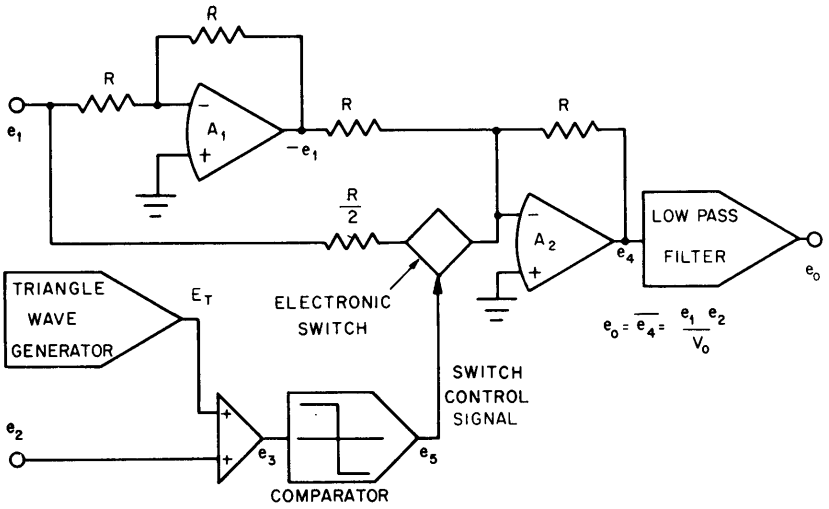 R
R
e1
−
A1
+
−e1
R
R
R/2
−
A2
+
e4
LOW PASS
FILTER
eo
ELECTRONIC
SWITCH
eo = e4 = e1 e2 / Vo
TRIANGLE
WAVE
GENERATOR
ET
SWITCH
CONTROL
SIGNAL
e2
+
+
e3
e5
COMPARATOR